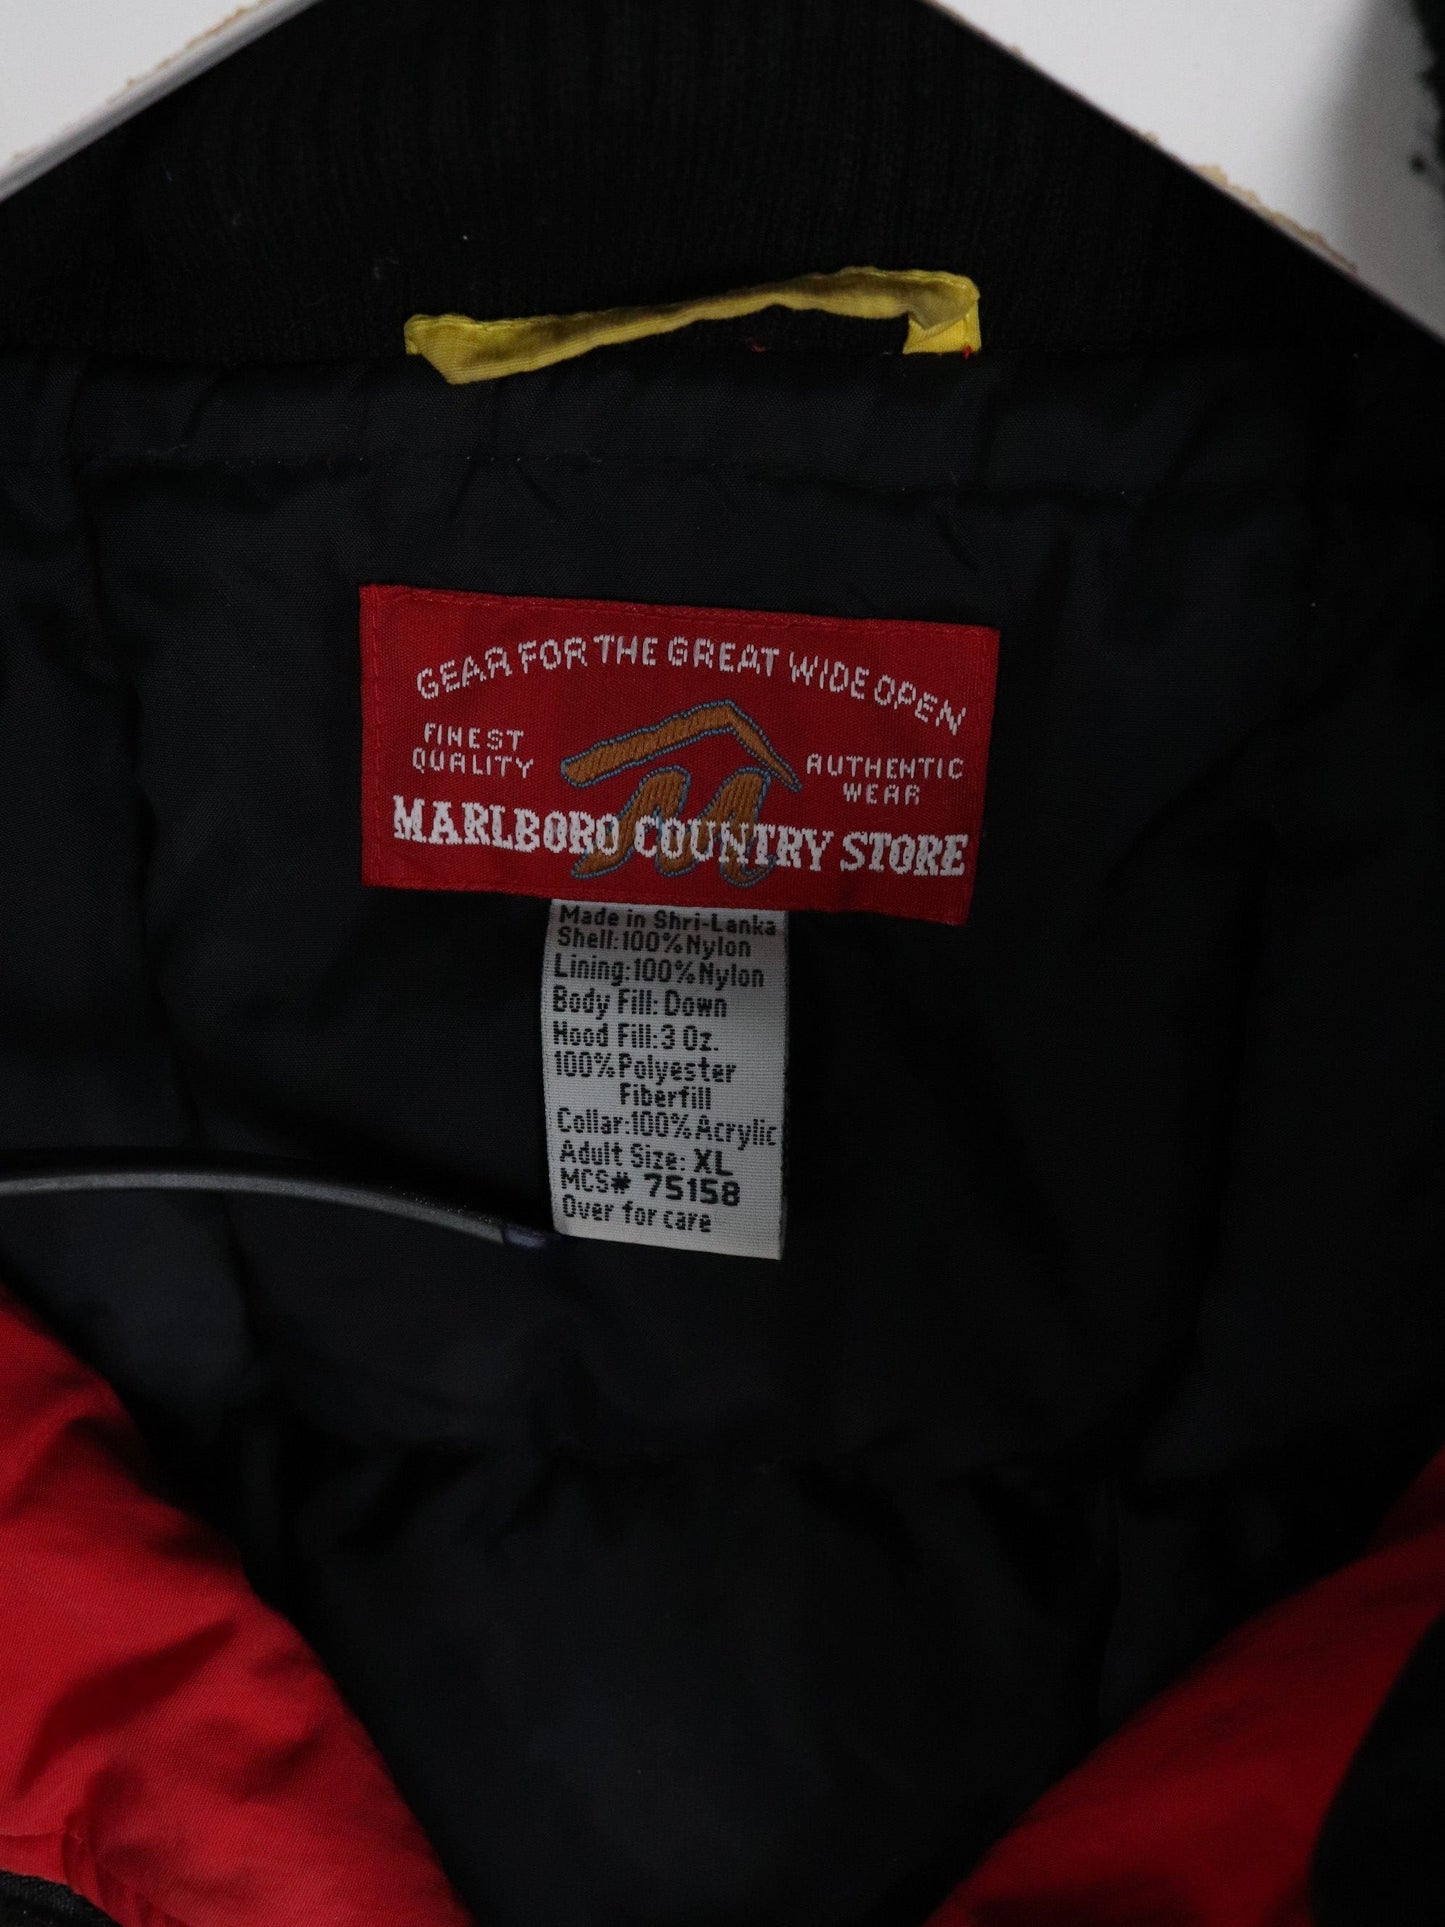 GEAR FOR THE GREAT WIDE OPEN
FINEST
QUALITY
AUTHENTIC
WEAR
MARLBORO COUNTRY STORE
Made in Shri-Lanka
Shell:100%Nylon
Lining:100%Nylon
Body Fill: Down
Hood Fill:3 Oz.
100%Polyester
Fiberfill
Collar:100%Acrylic
Adult Size: XL
MCS# 75158
Over for care